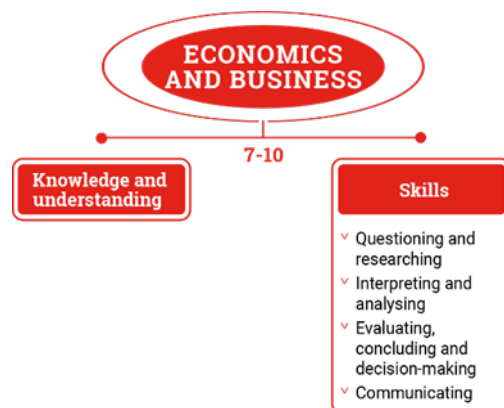 ECONOMICS
AND BUSINESS
7-10
Knowledge and
understanding
Skills
Questioning and
researching
Interpreting and
analysing
Evaluating,
concluding and
decision-making
Communicating